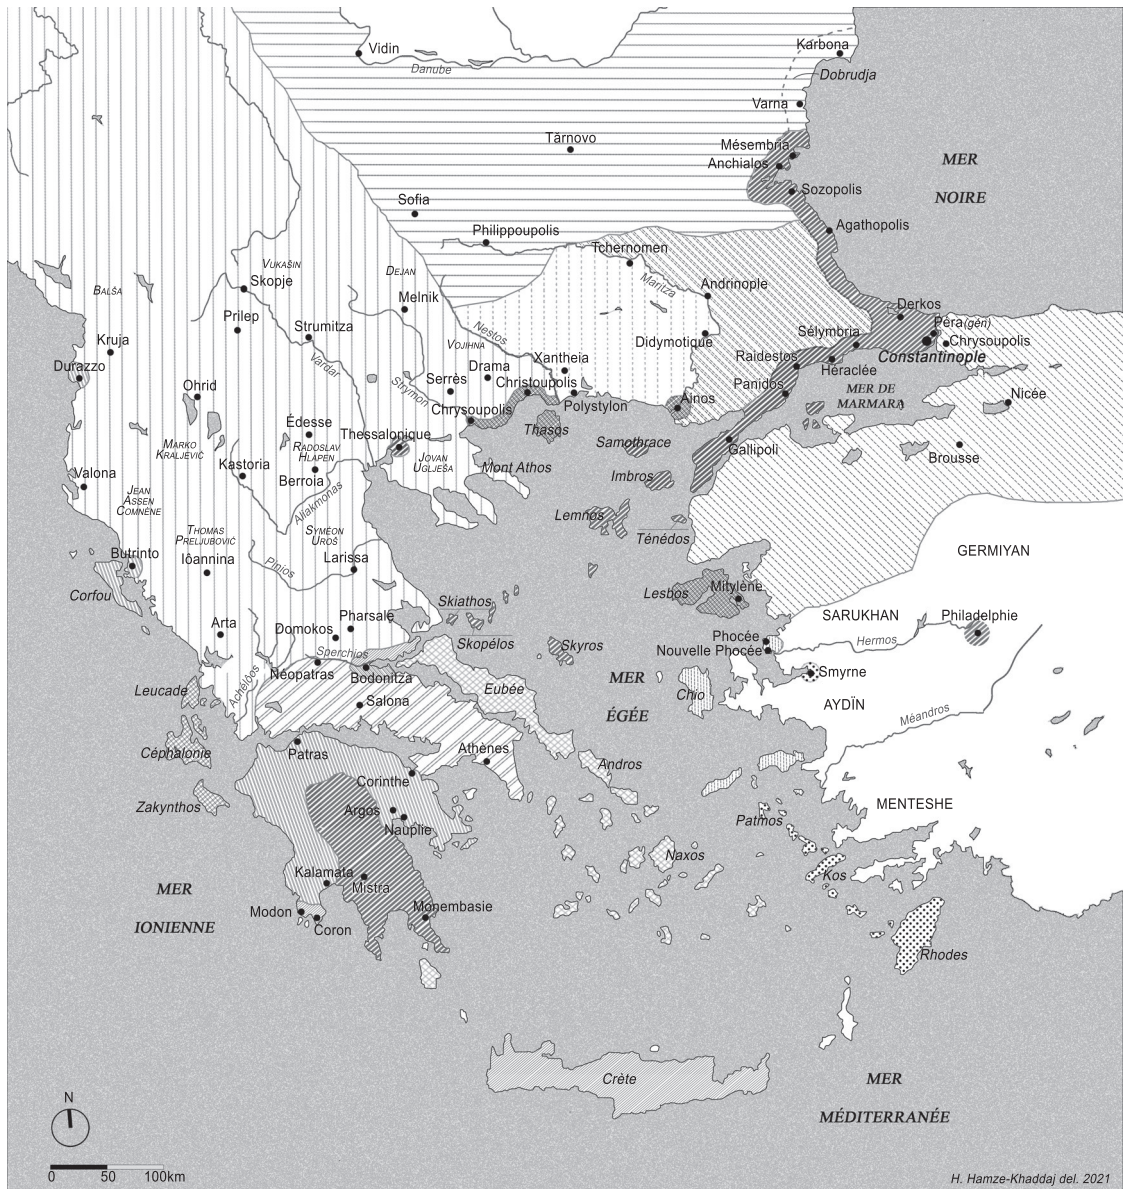 Karbona
Vidin
Danube
Dobrudja
Varna
Tărnovo
Mésembria
Anchialos
MER
NOIRE
Sozopolis
Sofia
Agathopolis
Philippoupolis
Tchernomen
VUKAŠIN
Skopje
DEJAN
Maritza
Andrinople
BALŠA
Melnik
Derkos
Prilep
Strumitza
Nestos
Sélymbria
Péra (gén)
Chrysoupolis
Kruja
VOJIHNA
Didymotique
Constantinople
Durazzo
Vardar
Drama
Xantheia
Raidestos
Héraclée
Ohrid
Serrès
Christoupolis
Panidos
MER DE
MARMARA
Nicée
Strymon
Chrysoupolis
Polystylon
Ainos
Édesse
Thessalonique
Thasos
MARKO
KRALJEVIĆ
RADOSLAV
HLAPEN
Samothrace
Gallipoli
Brousse
Kastoria
JOVAN
UGLJEŠA
Mont Athos
Valona
Berroia
Imbros
JEAN
ASSEN
COMNÈNE
Aliakmonas
Lemnos
THOMAS
PRELJUBOVIĆ
SYMÉON
UROŠ
Ténédos
Butrinto
Iôannina
Pinios
Larissa
GERMIYAN
Corfou
Lesbos
Mitylène
Skiathos
Arta
Pharsale
Domokos
SARUKHAN
Philadelphie
Skopélos
Skyros
Phocée
Nouvelle Phocée
Hermos
Sperchios
Néopatras
Bodonitza
Smyrne
Achélôos
Leucade
Salona
Eubée
MER
ÉGÉE
Chio
AYDÏN
Méandros
Céphalonie
Patras
Athènes
Andros
Corinthe
Zakynthos
Argos
Nauplie
Patmos
MENTESHE
Naxos
Kalamata
Mistra
Kos
MER
IONIENNE
Modon
Coron
Monembasie
Rhodes
Crète
MER
MÉDITERRANÉE
N
0 50 100km
H. Hamze-Khaddaj del. 2021